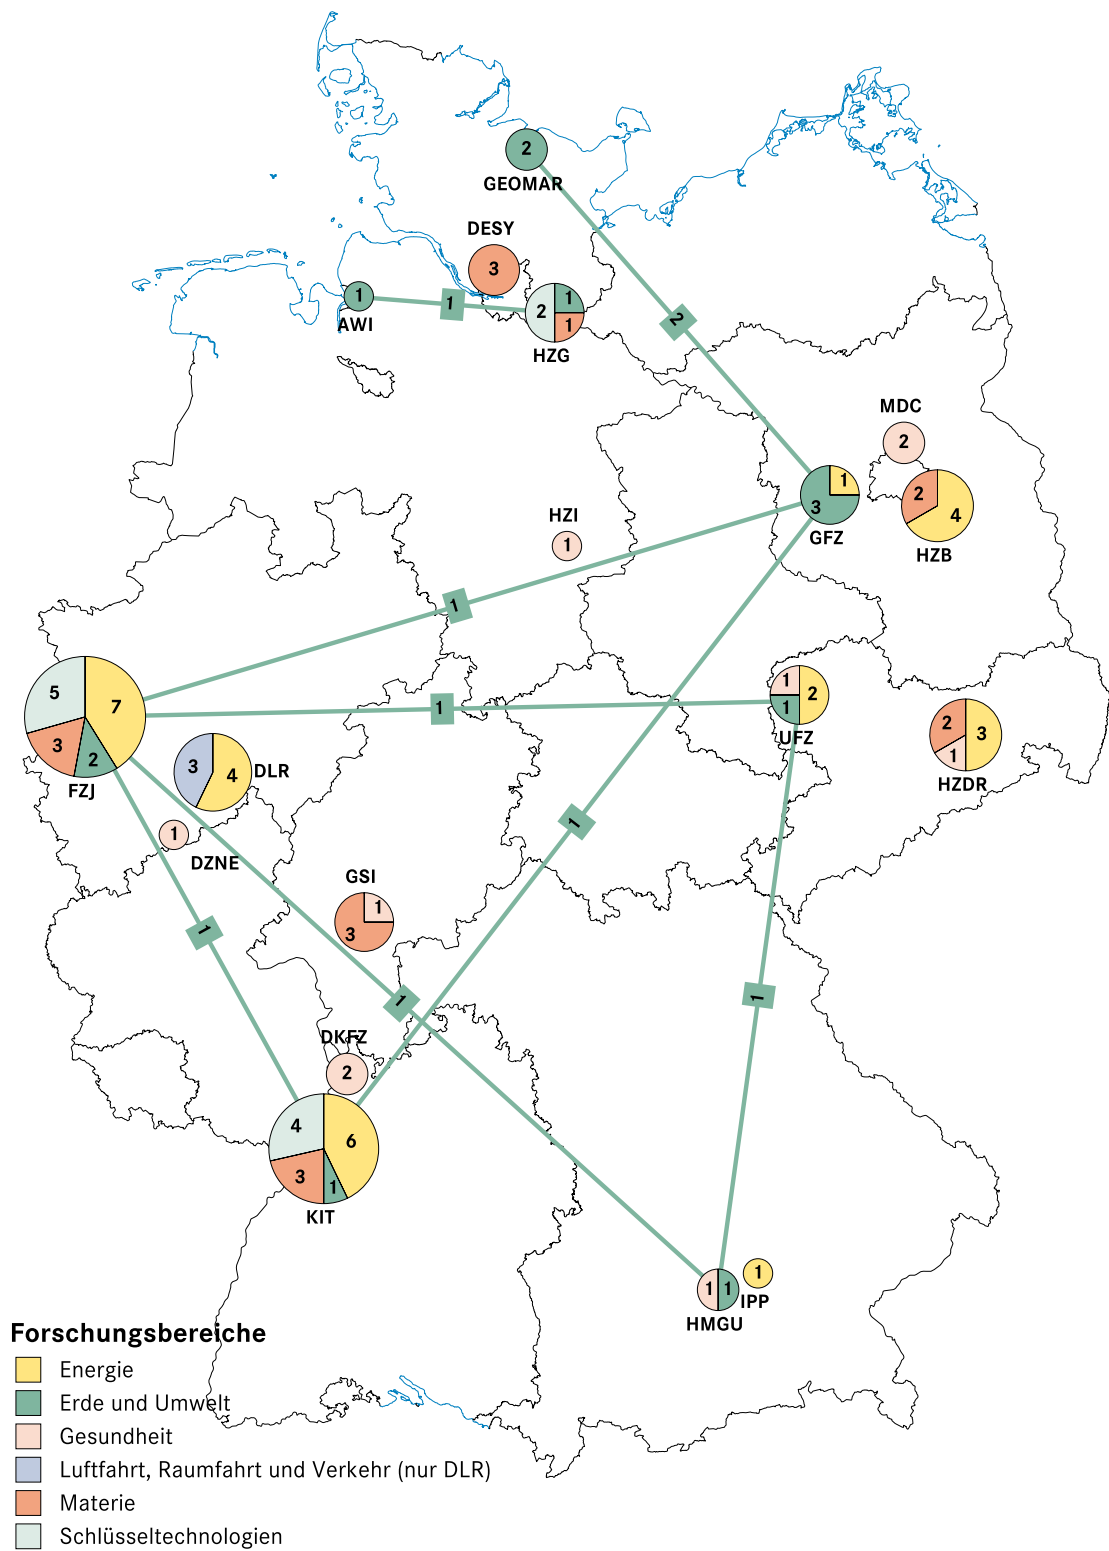 2
GEOMAR
DESY
3
1
AWI
1
2
1
1
HZG
2
MDC
2
1
3
GFZ
2
4
HZB
HZI
1
1
5
7
3
2
FZJ
1
1
2
1
UFZ
2
3
1
HZDR
3
4
DLR
1
DZNE
1
GSI
1
3
1
1
1
DKFZ
2
4
6
3
1
KIT
1
1
HMGU
1
IPP
Forschungsbereiche
Energie
Erde und Umwelt
Gesundheit
Luftfahrt, Raumfahrt und Verkehr (nur DLR)
Materie
Schlüsseltechnologien